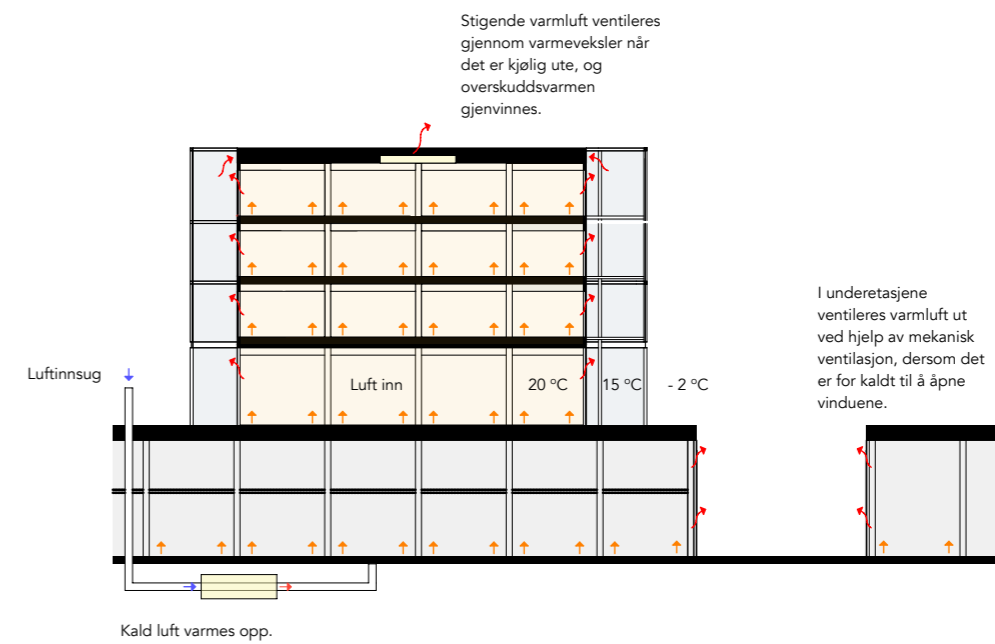 Stigende varmluft ventileres
gjennom varmeveksler når
det er kjølig ute, og
overskuddsvarmen
gjenvinnes.
I underetasjene
ventileres varmluft ut
ved hjelp av mekanisk
ventilasjon, dersom det
er for kaldt til å åpne
vinduene.
Luftinnsug
Luft inn
20 ºC
15 ºC
- 2 ºC
Kald luft varmes opp.